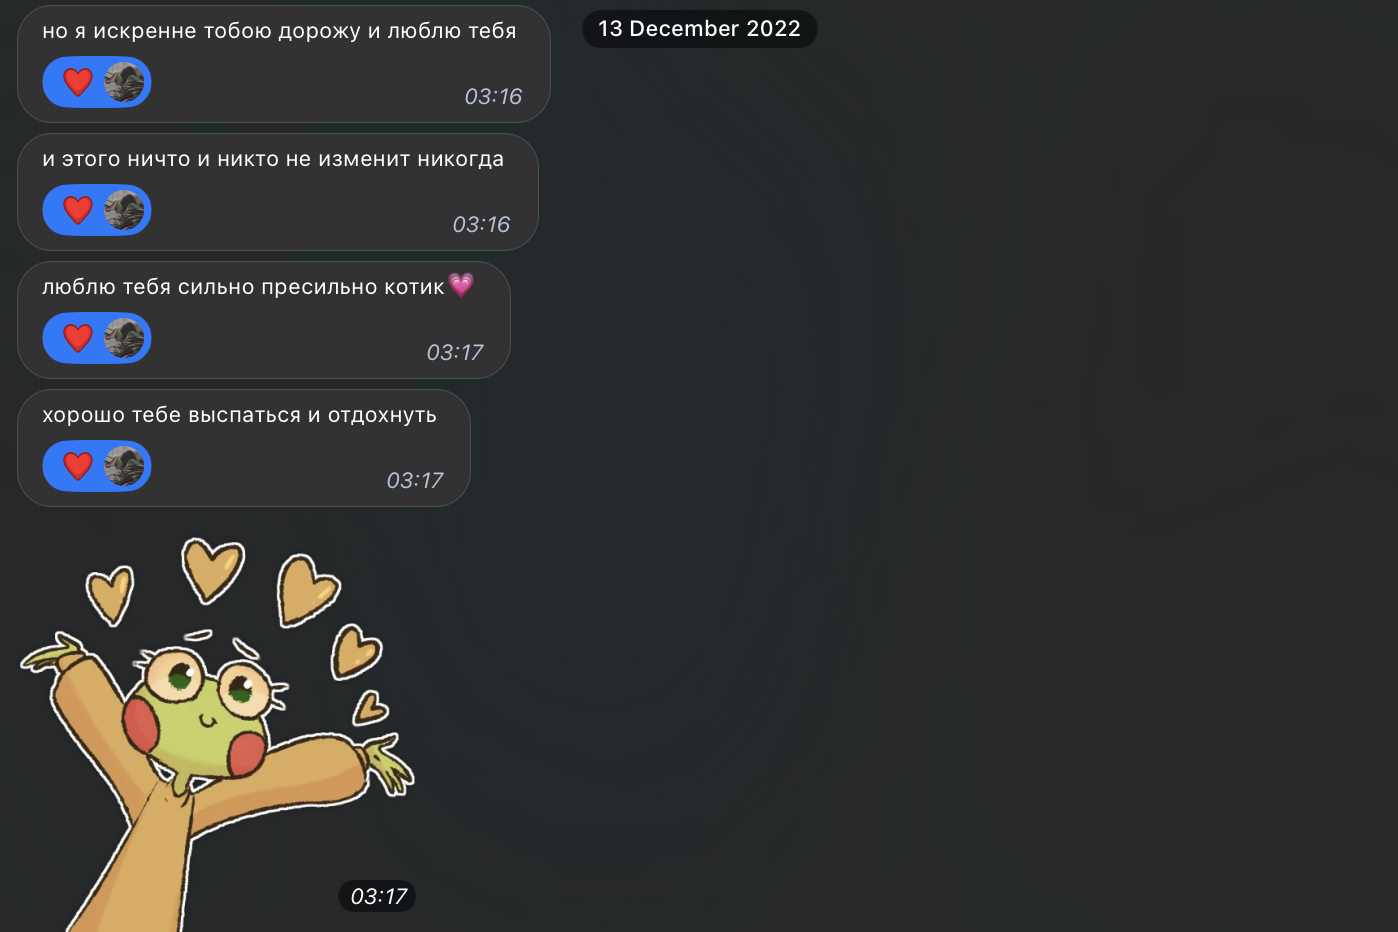 13 December 2022
но я искренне тобою дорожу и люблю тебя
❤️
03:16
и этого ничто и никто не изменит никогда
❤️
03:16
люблю тебя сильно пресильно котик💗
❤️
03:17
хорошо тебе выспаться и отдохнуть
❤️
03:17
03:17